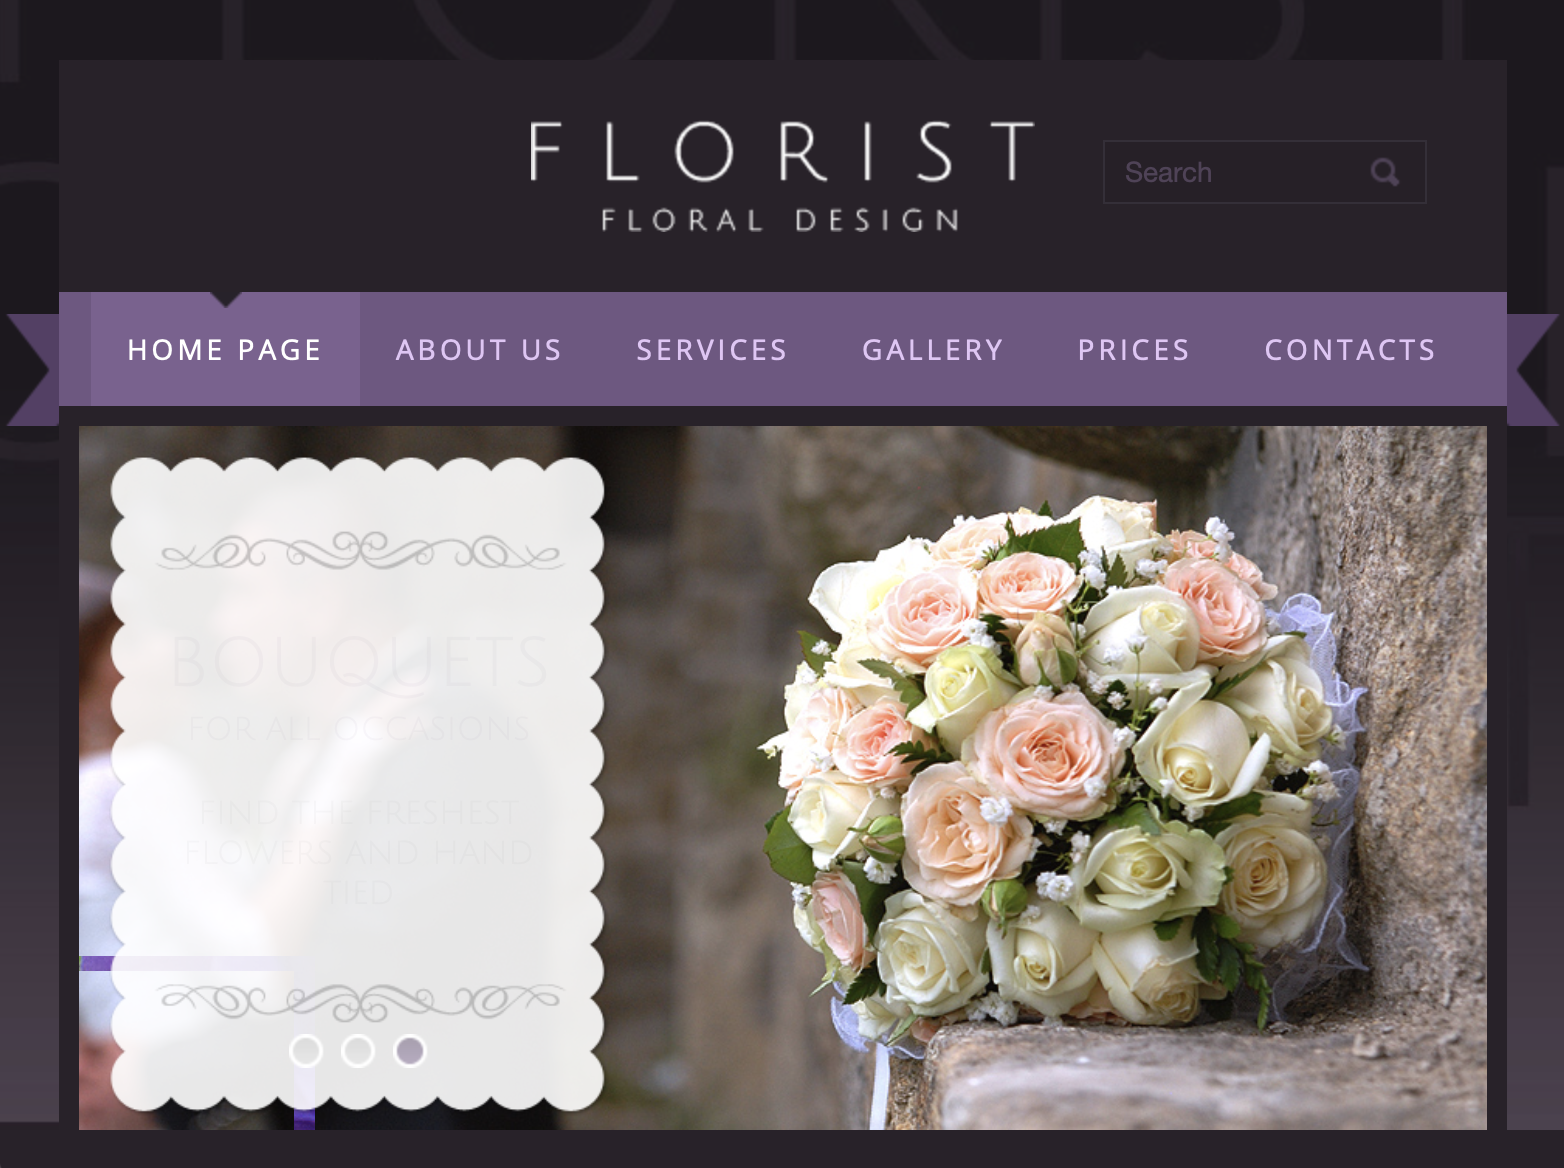 FLORIST
FLORAL DESIGN
Search
HOME PAGE
ABOUT US
SERVICES
GALLERY
PRICES
CONTACTS
BOUQUETS
FOR ALL OCCASIONS
FIND THE FRESHEST
FLOWERS AND HAND
TIED